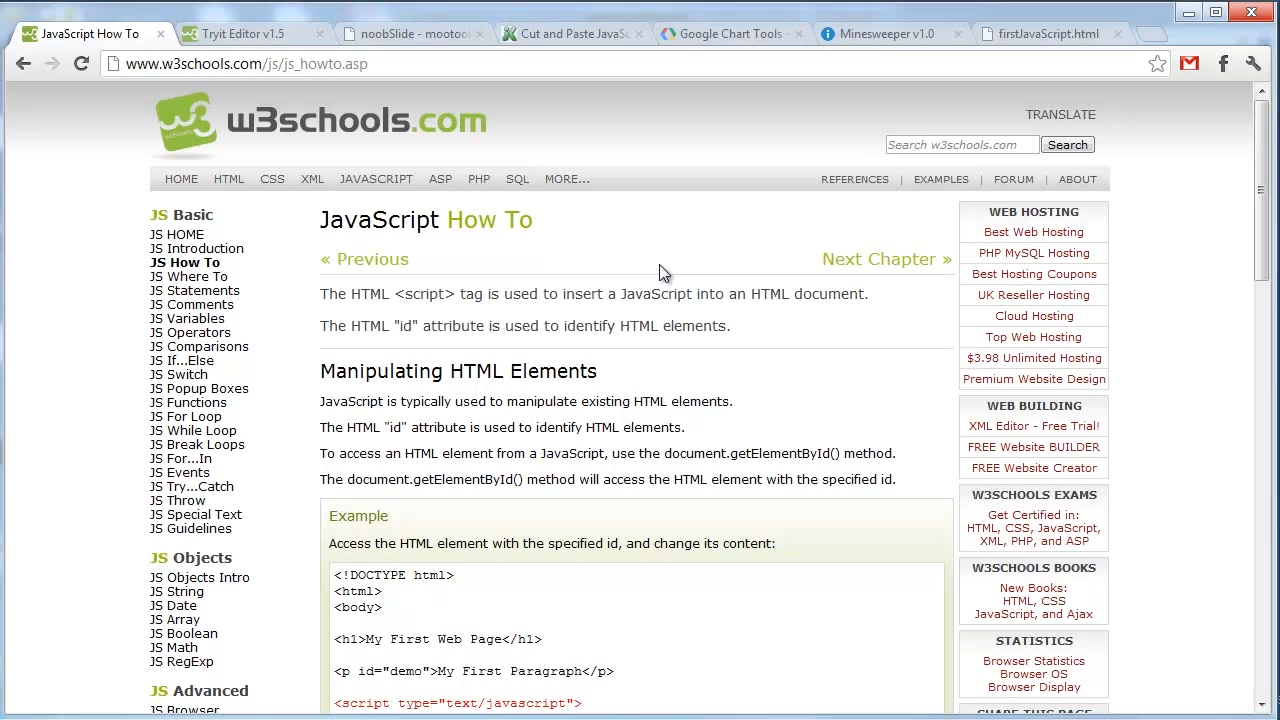 JavaScript How To
Tryit Editor v1.5
noobSlide - mootoo
Cut and Paste JavaSc
Google Chart Tools -
Minesweeper v1.0
firstJavaScript.html
www.w3schools.com/js/js_howto.asp
w3schools.com
TRANSLATE
Search w3schools.com
Search
HOME HTML CSS XML JAVASCRIPT ASP PHP SQL MORE...
REFERENCES | EXAMPLES | FORUM | ABOUT
JS Basic
JS HOME
JS Introduction
JS How To
JS Where To
JS Statements
JS Comments
JS Variables
JS Operators
JS Comparisons
JS If...Else
JS Switch
JS Popup Boxes
JS Functions
JS For Loop
JS While Loop
JS Break Loops
JS For...In
JS Events
JS Try...Catch
JS Throw
JS Special Text
JS Guidelines
JS Objects
JS Objects Intro
JS String
JS Date
JS Array
JS Boolean
JS Math
JS RegExp
JS Advanced
JS Browser
JavaScript How To
« Previous
Next Chapter »
The HTML <script> tag is used to insert a JavaScript into an HTML document.
The HTML "id" attribute is used to identify HTML elements.
Manipulating HTML Elements
JavaScript is typically used to manipulate existing HTML elements.
The HTML "id" attribute is used to identify HTML elements.
To access an HTML element from a JavaScript, use the document.getElementById() method.
The document.getElementById() method will access the HTML element with the specified id.
Example
Access the HTML element with the specified id, and change its content:
<!DOCTYPE html>
<html>
<body>
<h1>My First Web Page</h1>
<p id="demo">My First Paragraph</p>
<script type="text/javascript">
WEB HOSTING
Best Web Hosting
PHP MySQL Hosting
Best Hosting Coupons
UK Reseller Hosting
Cloud Hosting
Top Web Hosting
$3.98 Unlimited Hosting
Premium Website Design
WEB BUILDING
XML Editor - Free Trial!
FREE Website BUILDER
FREE Website Creator
W3SCHOOLS EXAMS
Get Certified in:
HTML, CSS, JavaScript,
XML, PHP, and ASP
W3SCHOOLS BOOKS
New Books:
HTML, CSS
JavaScript, and Ajax
STATISTICS
Browser Statistics
Browser OS
Browser Display
SHARE THIS PAGE